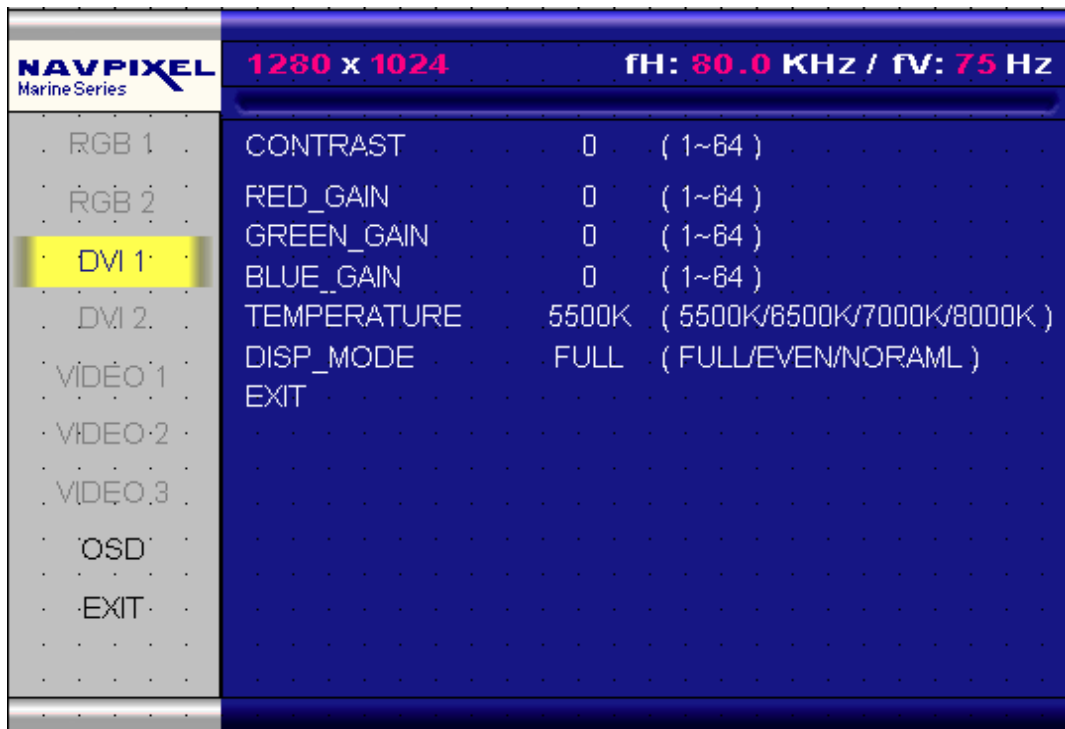 NAVPIXEL
Marine Series
1280 x 1024 fH: 80.0 KHz / fV: 75 Hz
RGB 1
RGB 2
DVI 1
DVI 2
VIDEO 1
VIDEO 2
VIDEO 3
OSD
EXIT
CONTRAST 0 ( 1~64 )
RED_GAIN 0 ( 1~64 )
GREEN_GAIN 0 ( 1~64 )
BLUE_GAIN 0 ( 1~64 )
TEMPERATURE 5500K ( 5500K/6500K/7000K/8000K )
DISP_MODE FULL ( FULL/EVEN/NORAML )
EXIT